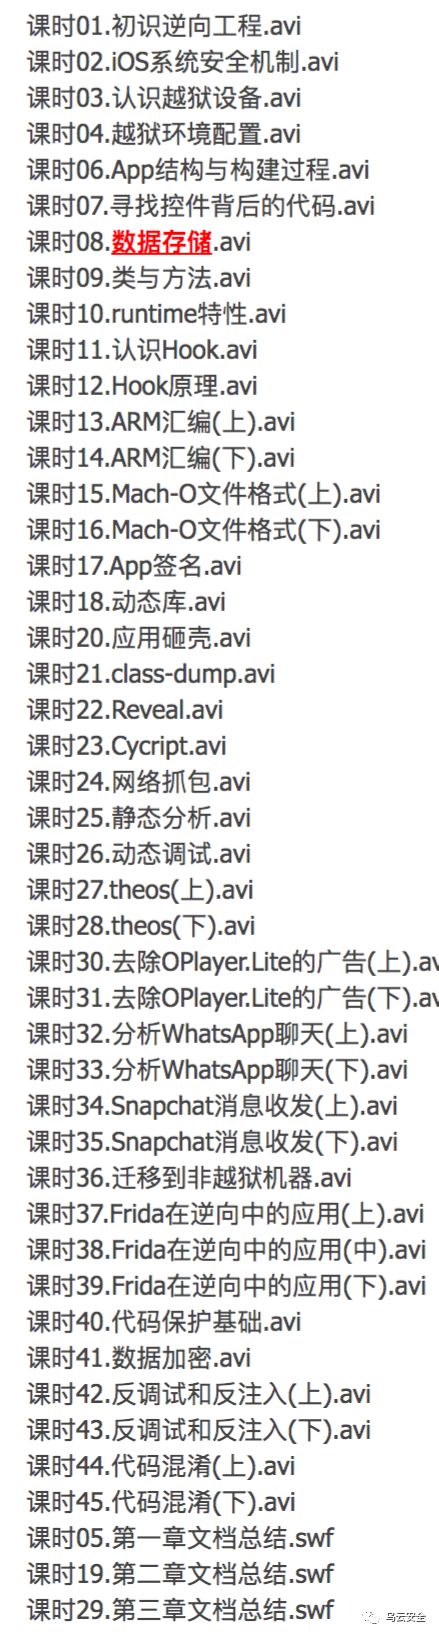 课时01.初识逆向工程.avi
课时02.iOS系统安全机制.avi
课时03.认识越狱设备.avi
课时04.越狱环境配置.avi
课时06.App结构与构建过程.avi
课时07.寻找控件背后的代码.avi
课时08.数据存储.avi
课时09.类与方法.avi
课时10.runtime特性.avi
课时11.认识Hook.avi
课时12.Hook原理.avi
课时13.ARM汇编(上).avi
课时14.ARM汇编(下).avi
课时15.Mach-O文件格式(上).avi
课时16.Mach-O文件格式(下).avi
课时17.App签名.avi
课时18.动态库.avi
课时20.应用砸壳.avi
课时21.class-dump.avi
课时22.Reveal.avi
课时23.Cycript.avi
课时24.网络抓包.avi
课时25.静态分析.avi
课时26.动态调试.avi
课时27.theos(上).avi
课时28.theos(下).avi
课时30.去除OPlayer.Lite的广告(上).av
课时31.去除OPlayer.Lite的广告(下).av
课时32.分析WhatsApp聊天(上).avi
课时33.分析WhatsApp聊天(下).avi
课时34.Snapchat消息收发(上).avi
课时35.Snapchat消息收发(下).avi
课时36.迁移到非越狱机器.avi
课时37.Frida在逆向中的应用(上).avi
课时38.Frida在逆向中的应用(中).avi
课时39.Frida在逆向中的应用(下).avi
课时40.代码保护基础.avi
课时41.数据加密.avi
课时42.反调试和反注入(上).avi
课时43.反调试和反注入(下).avi
课时44.代码混淆(上).avi
课时45.代码混淆(下).avi
课时05.第一章文档总结.swf
课时19.第二章文档总结.swf
课时29.第三章文档总结.swf
乌云安全